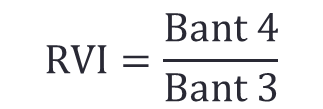 RVI = Bant 4 / Bant 3